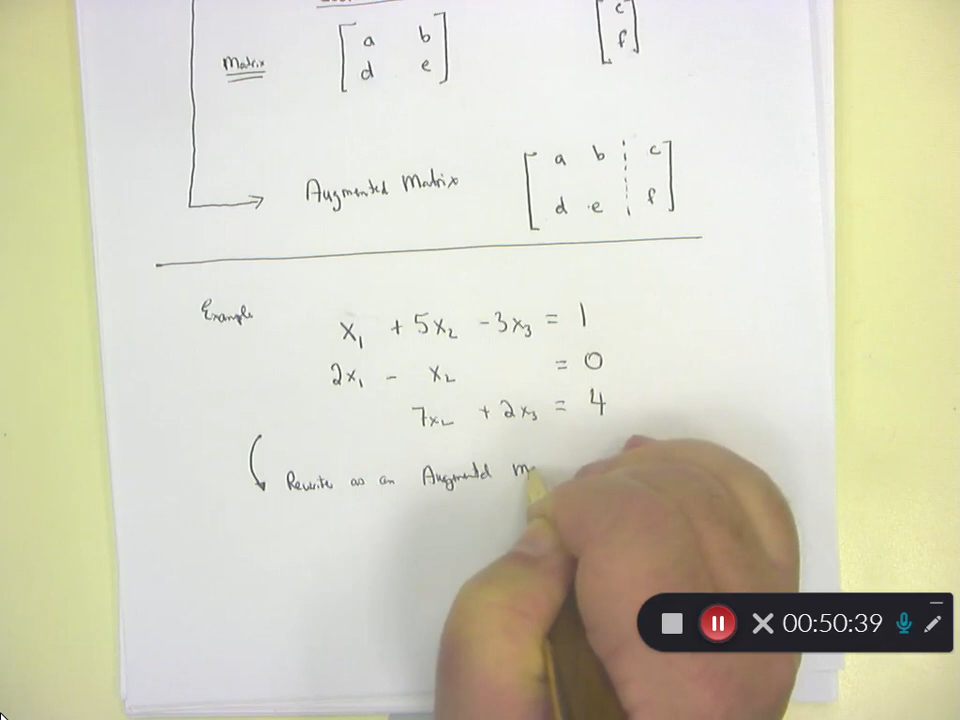 a b c
Matrix d e f
a b c
Augmented Matrix
d e f
Example
x₁ + 5x₂ - 3x₃ = 1
2x₁ - x₂ = 0
7x₂ + 2x₃ = 4
Rewrite as an Augmented M
00:50:39